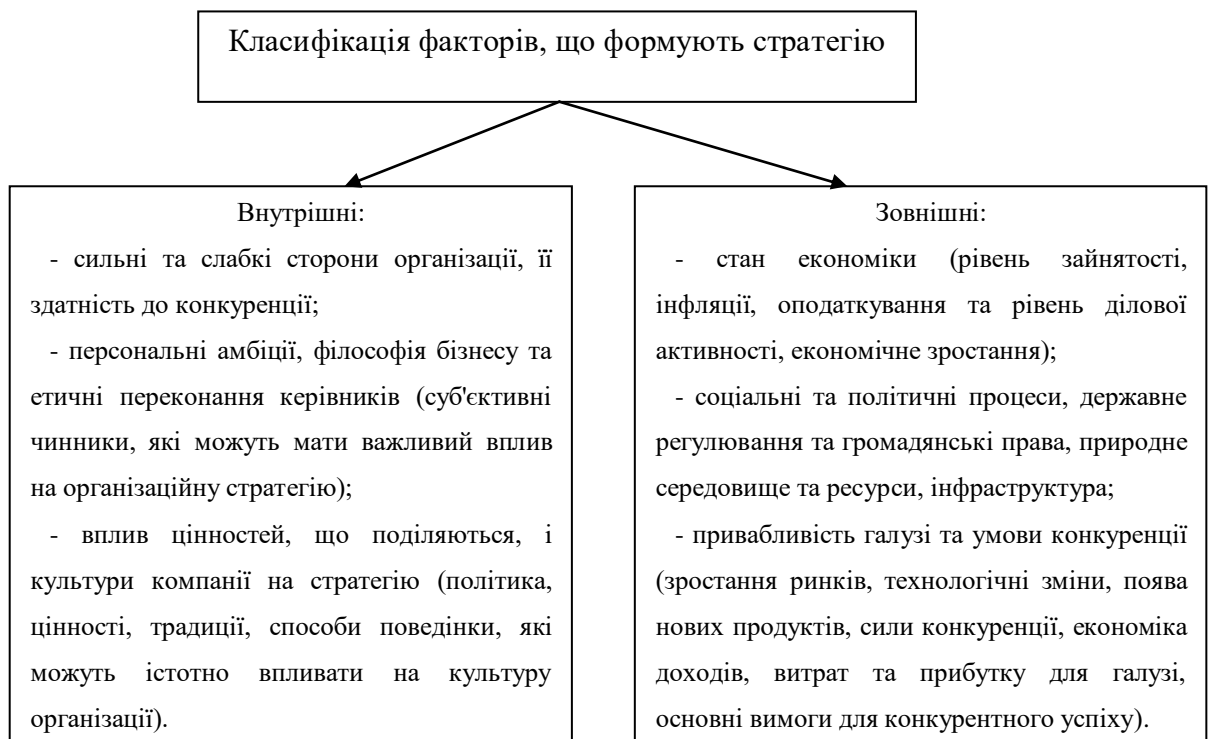 Класифікація факторів, що формують стратегію
Внутрішні:
- сильні та слабкі сторони організації, її
здатність до конкуренції;
- персональні амбіції, філософія бізнесу та
етичні переконання керівників (суб'єктивні
чинники, які можуть мати важливий вплив
на організаційну стратегію);
- вплив цінностей, що поділяються, і
культури компанії на стратегію (політика,
цінності, традиції, способи поведінки, які
можуть істотно впливати на культуру
організації).
Зовнішні:
- стан економіки (рівень зайнятості,
інфляції, оподаткування та рівень ділової
активності, економічне зростання);
- соціальні та політичні процеси, державне
регулювання та громадянські права, природне
середовище та ресурси, інфраструктура;
- привабливість галузі та умови конкуренції
(зростання ринків, технологічні зміни, поява
нових продуктів, сили конкуренції, економіка
доходів, витрат та прибутку для галузі,
основні вимоги для конкурентного успіху).